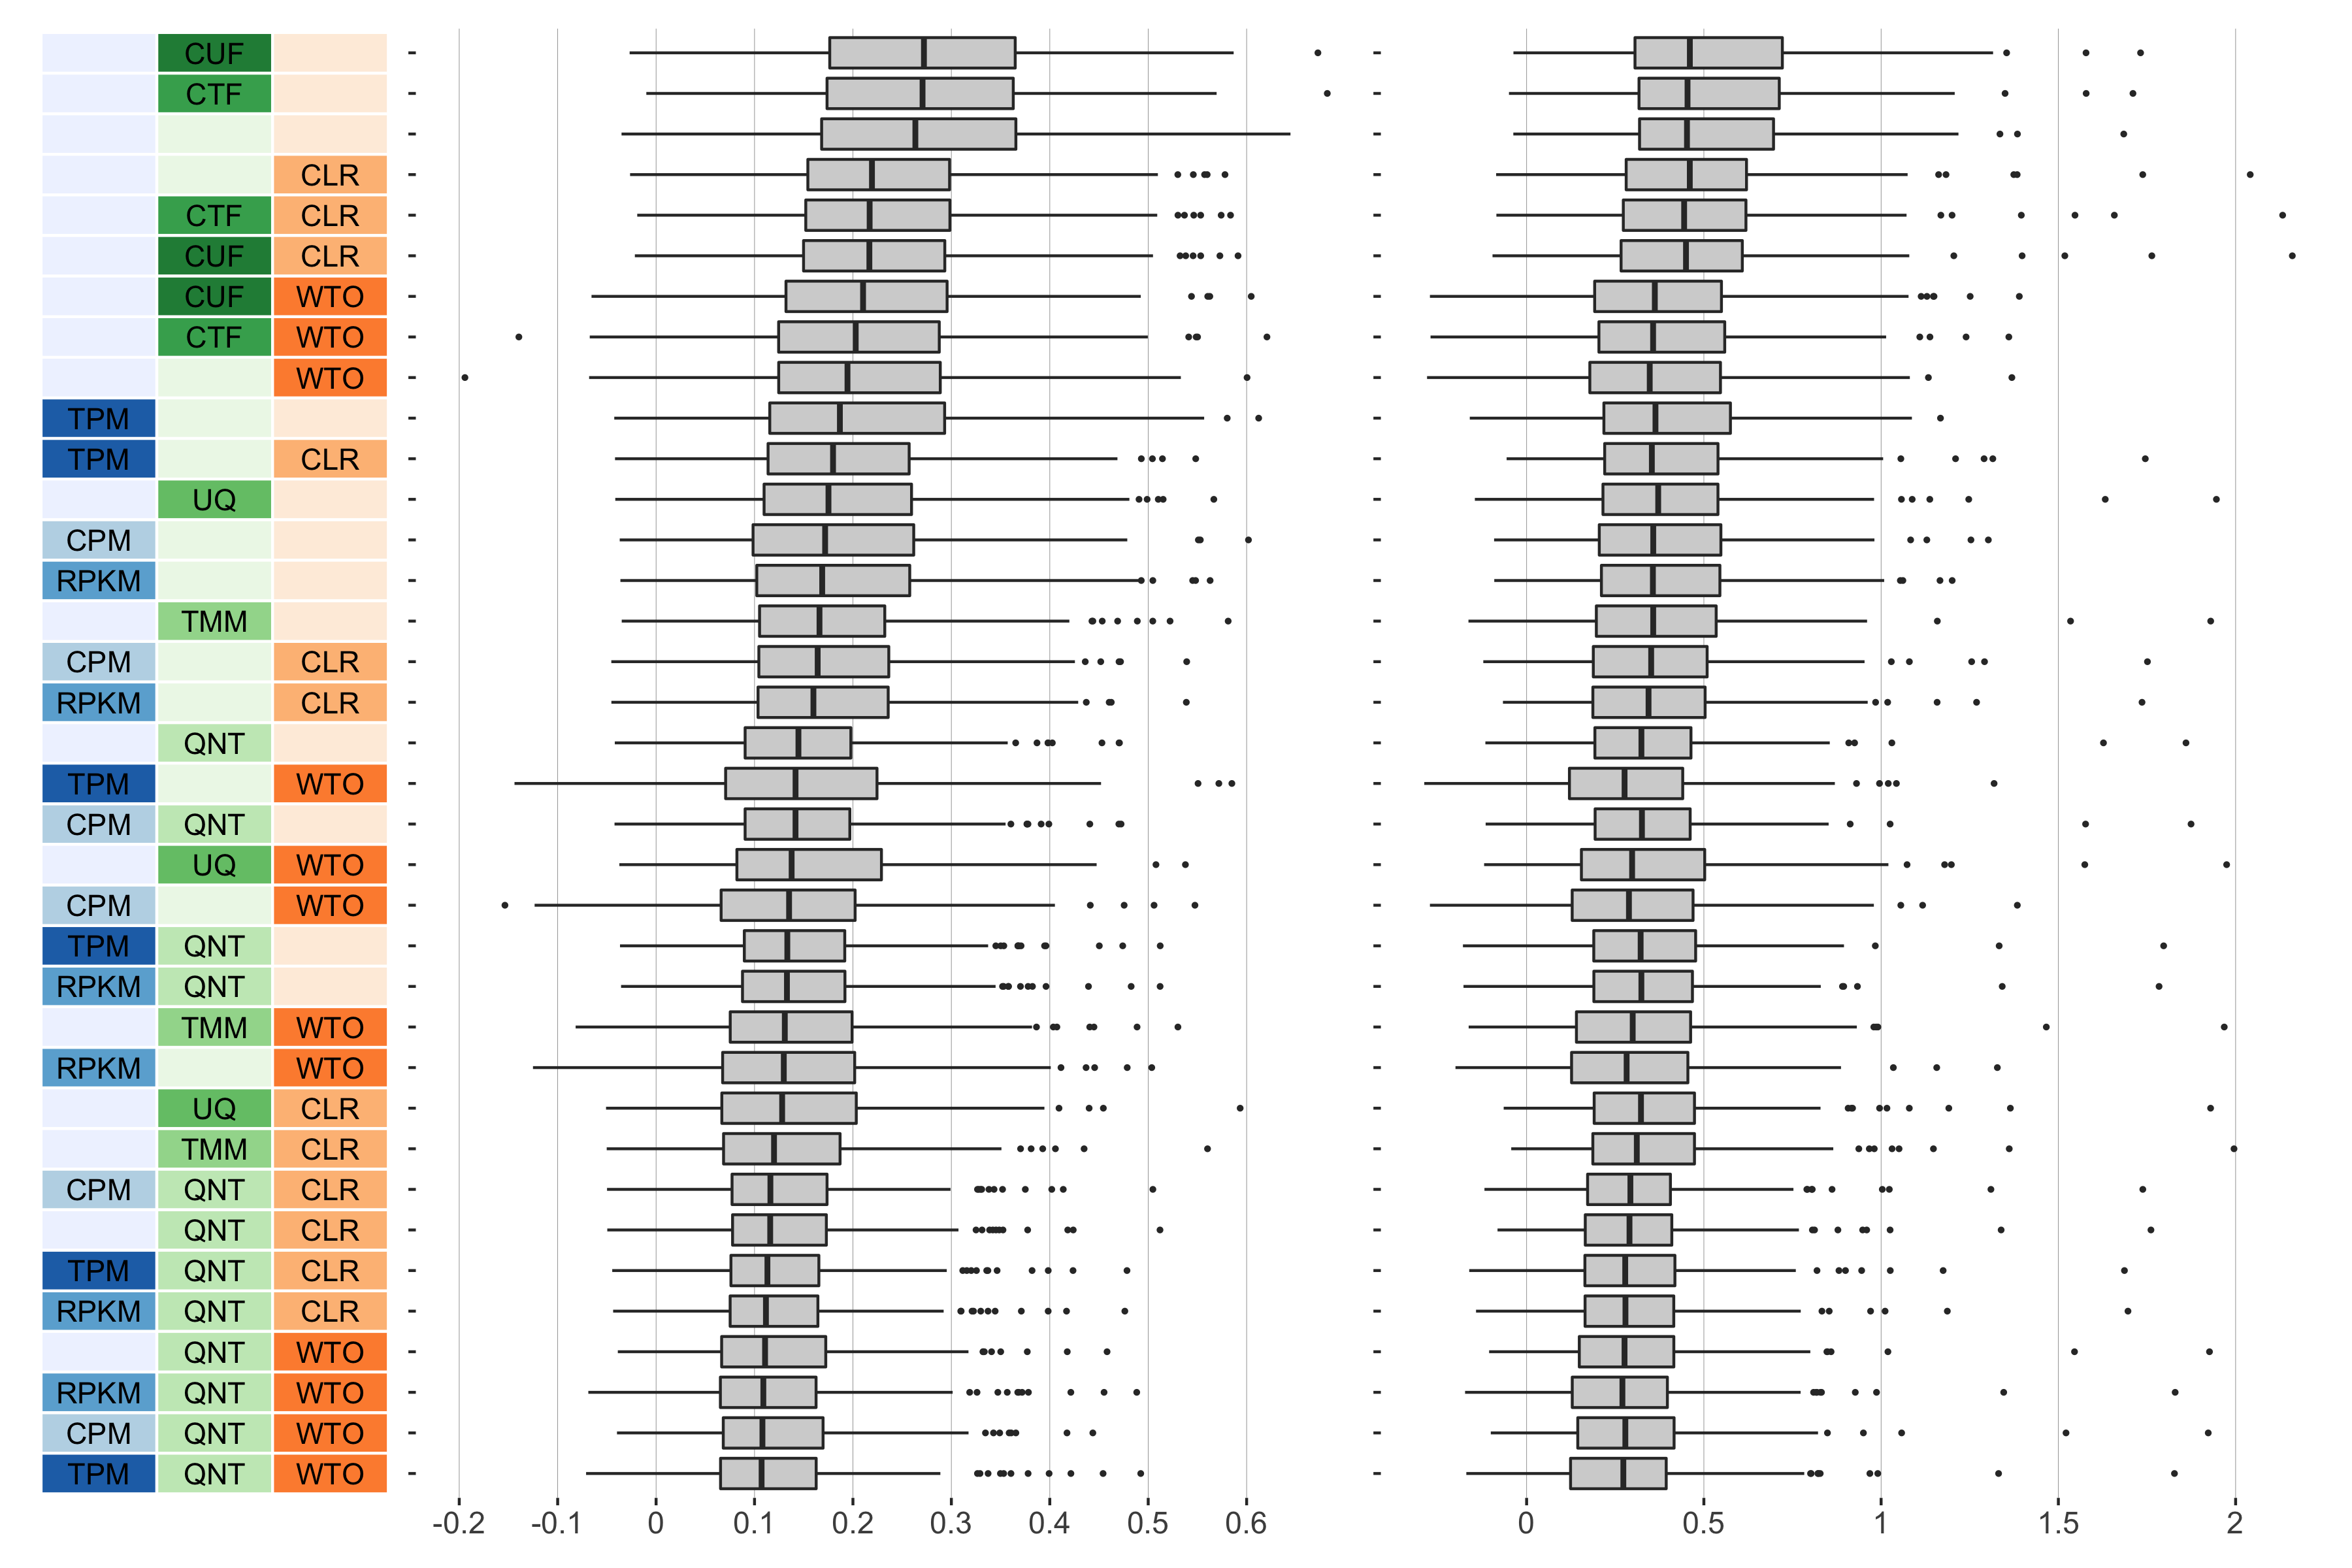 CUF
CTF
CLR
CTF CLR
CUF CLR
CUF WTO
CTF WTO
WTO
TPM
TPM CLR
UQ
CPM
RPKM
TMM
CPM CLR
RPKM CLR
QNT
TPM WTO
CPM QNT
UQ WTO
CPM WTO
TPM QNT
RPKM QNT
TMM WTO
RPKM WTO
UQ CLR
TMM CLR
CPM QNT CLR
QNT CLR
TPM QNT CLR
RPKM QNT CLR
QNT WTO
RPKM QNT WTO
CPM QNT WTO
TPM QNT WTO
-0.2 -0.1 0 0.1 0.2 0.3 0.4 0.5 0.6 0 0.5 1 1.5 2